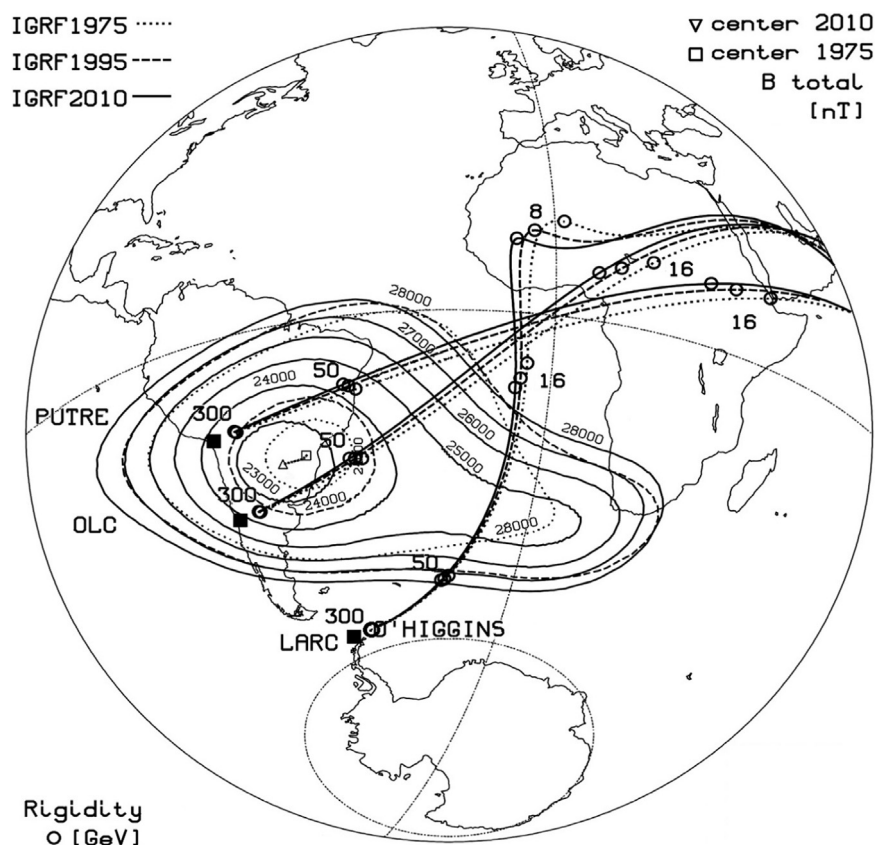 IGRF1975
IGRF1995
IGRF2010
center 2010
center 1975
B total
[nT]
8
16
16
28000
27000
50
16
24000
PUTRE
300
26000
28000
50
25000
23000
300
24000
OLC
28000
50
300
O'HIGGINS
LARC
Rigidity
[GeV]